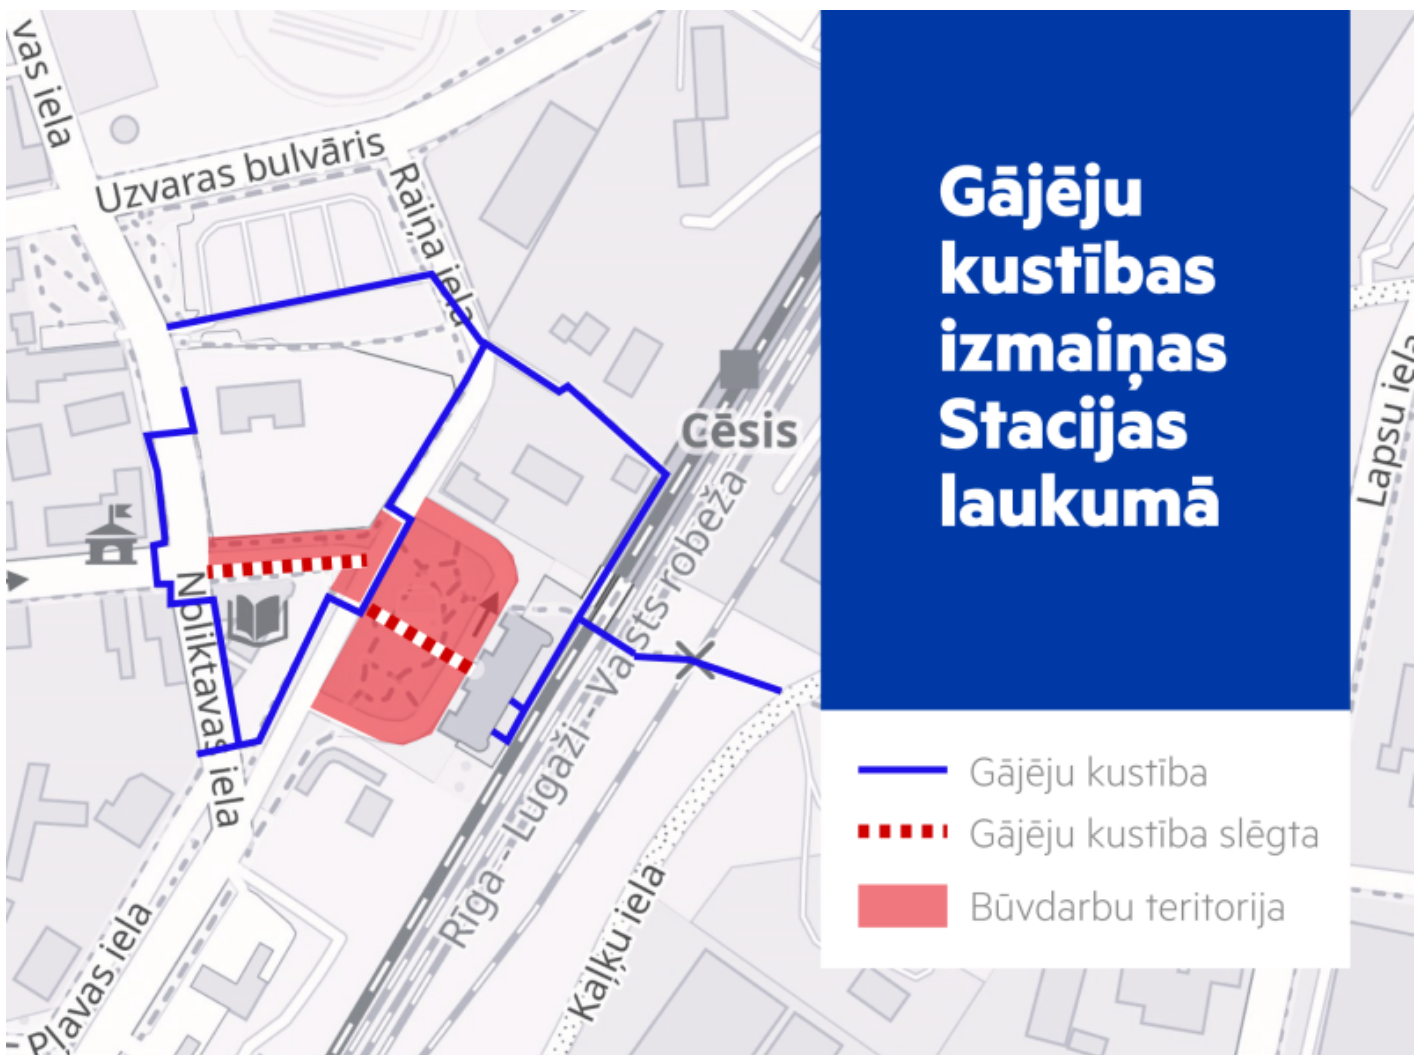 vas iela
Uzvaras bulvāris
Raiņa iela
Cēsis
Noliktavas iela
Rīga - Lugaži - Valsts robeža
Kaļķu iela
Pļavas iela
Lapsu iela
Gājēju
kustības
izmaiņas
Stacijas
laukumā
Gājēju kustība
Gājēju kustība slēgta
Būvdarbu teritorija